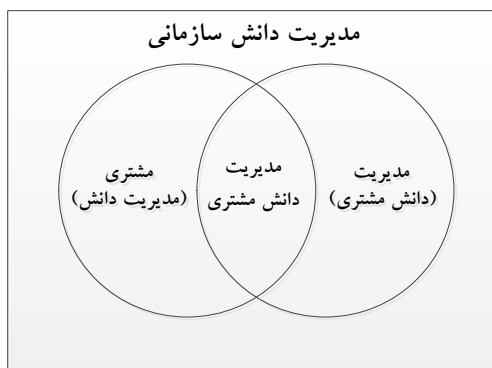 مدیریت دانش سازمانی
مدیریت
(دانش مشتری)
مدیریت
دانش مشتری
مشتری
(مدیریت دانش)